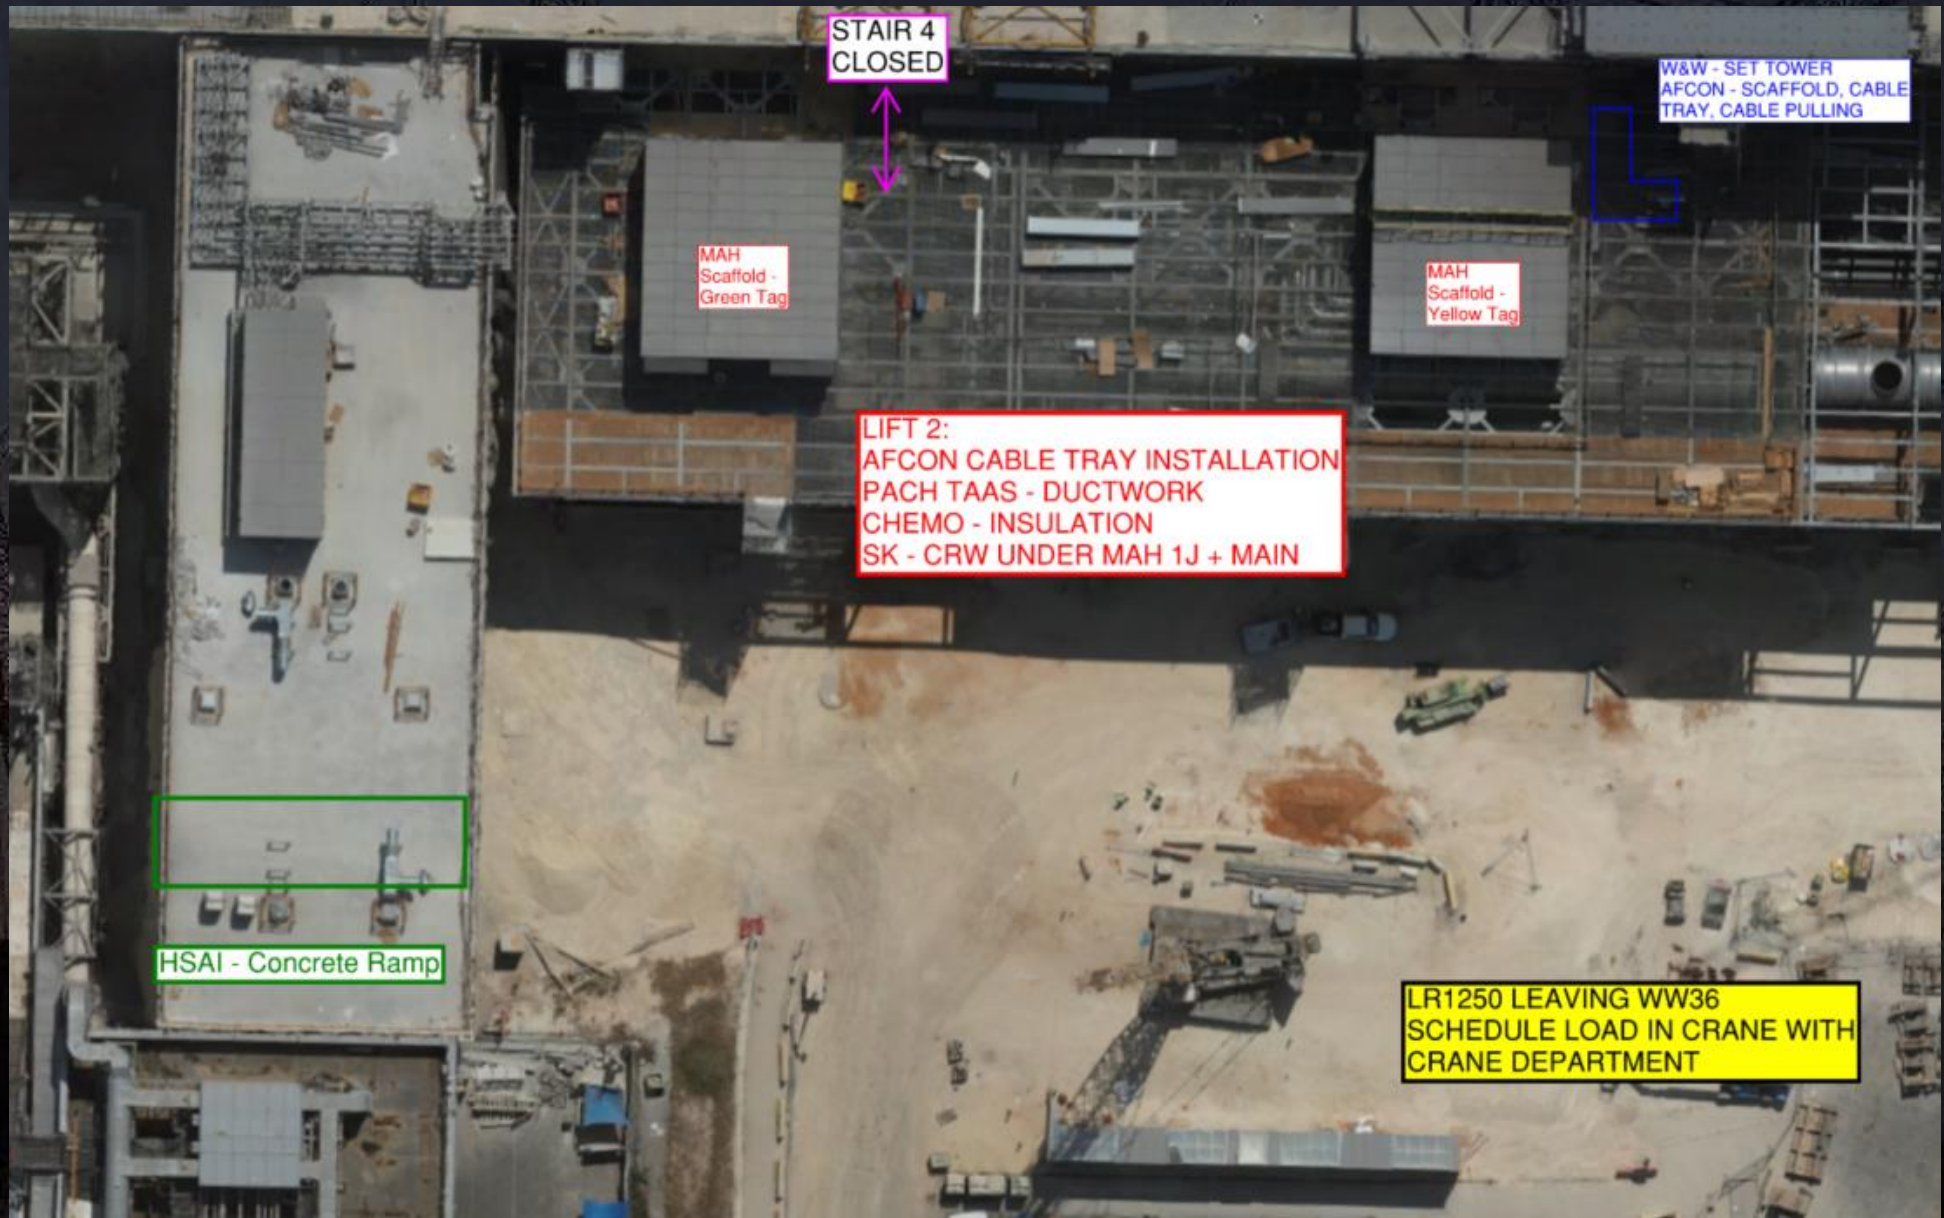 STAIR 4
CLOSED
W&W - SET TOWER
AFCON - SCAFFOLD, CABLE
TRAY, CABLE PULLING
MAH
Scaffold -
Green Tag
MAH
Scaffold -
Yellow Tag
LIFT 2:
AFCON CABLE TRAY INSTALLATION
PACH TAAS - DUCTWORK
CHEMO - INSULATION
SK - CRW UNDER MAH 1J + MAIN
HSAI - Concrete Ramp
LR1250 LEAVING WW36
SCHEDULE LOAD IN CRANE WITH
CRANE DEPARTMENT